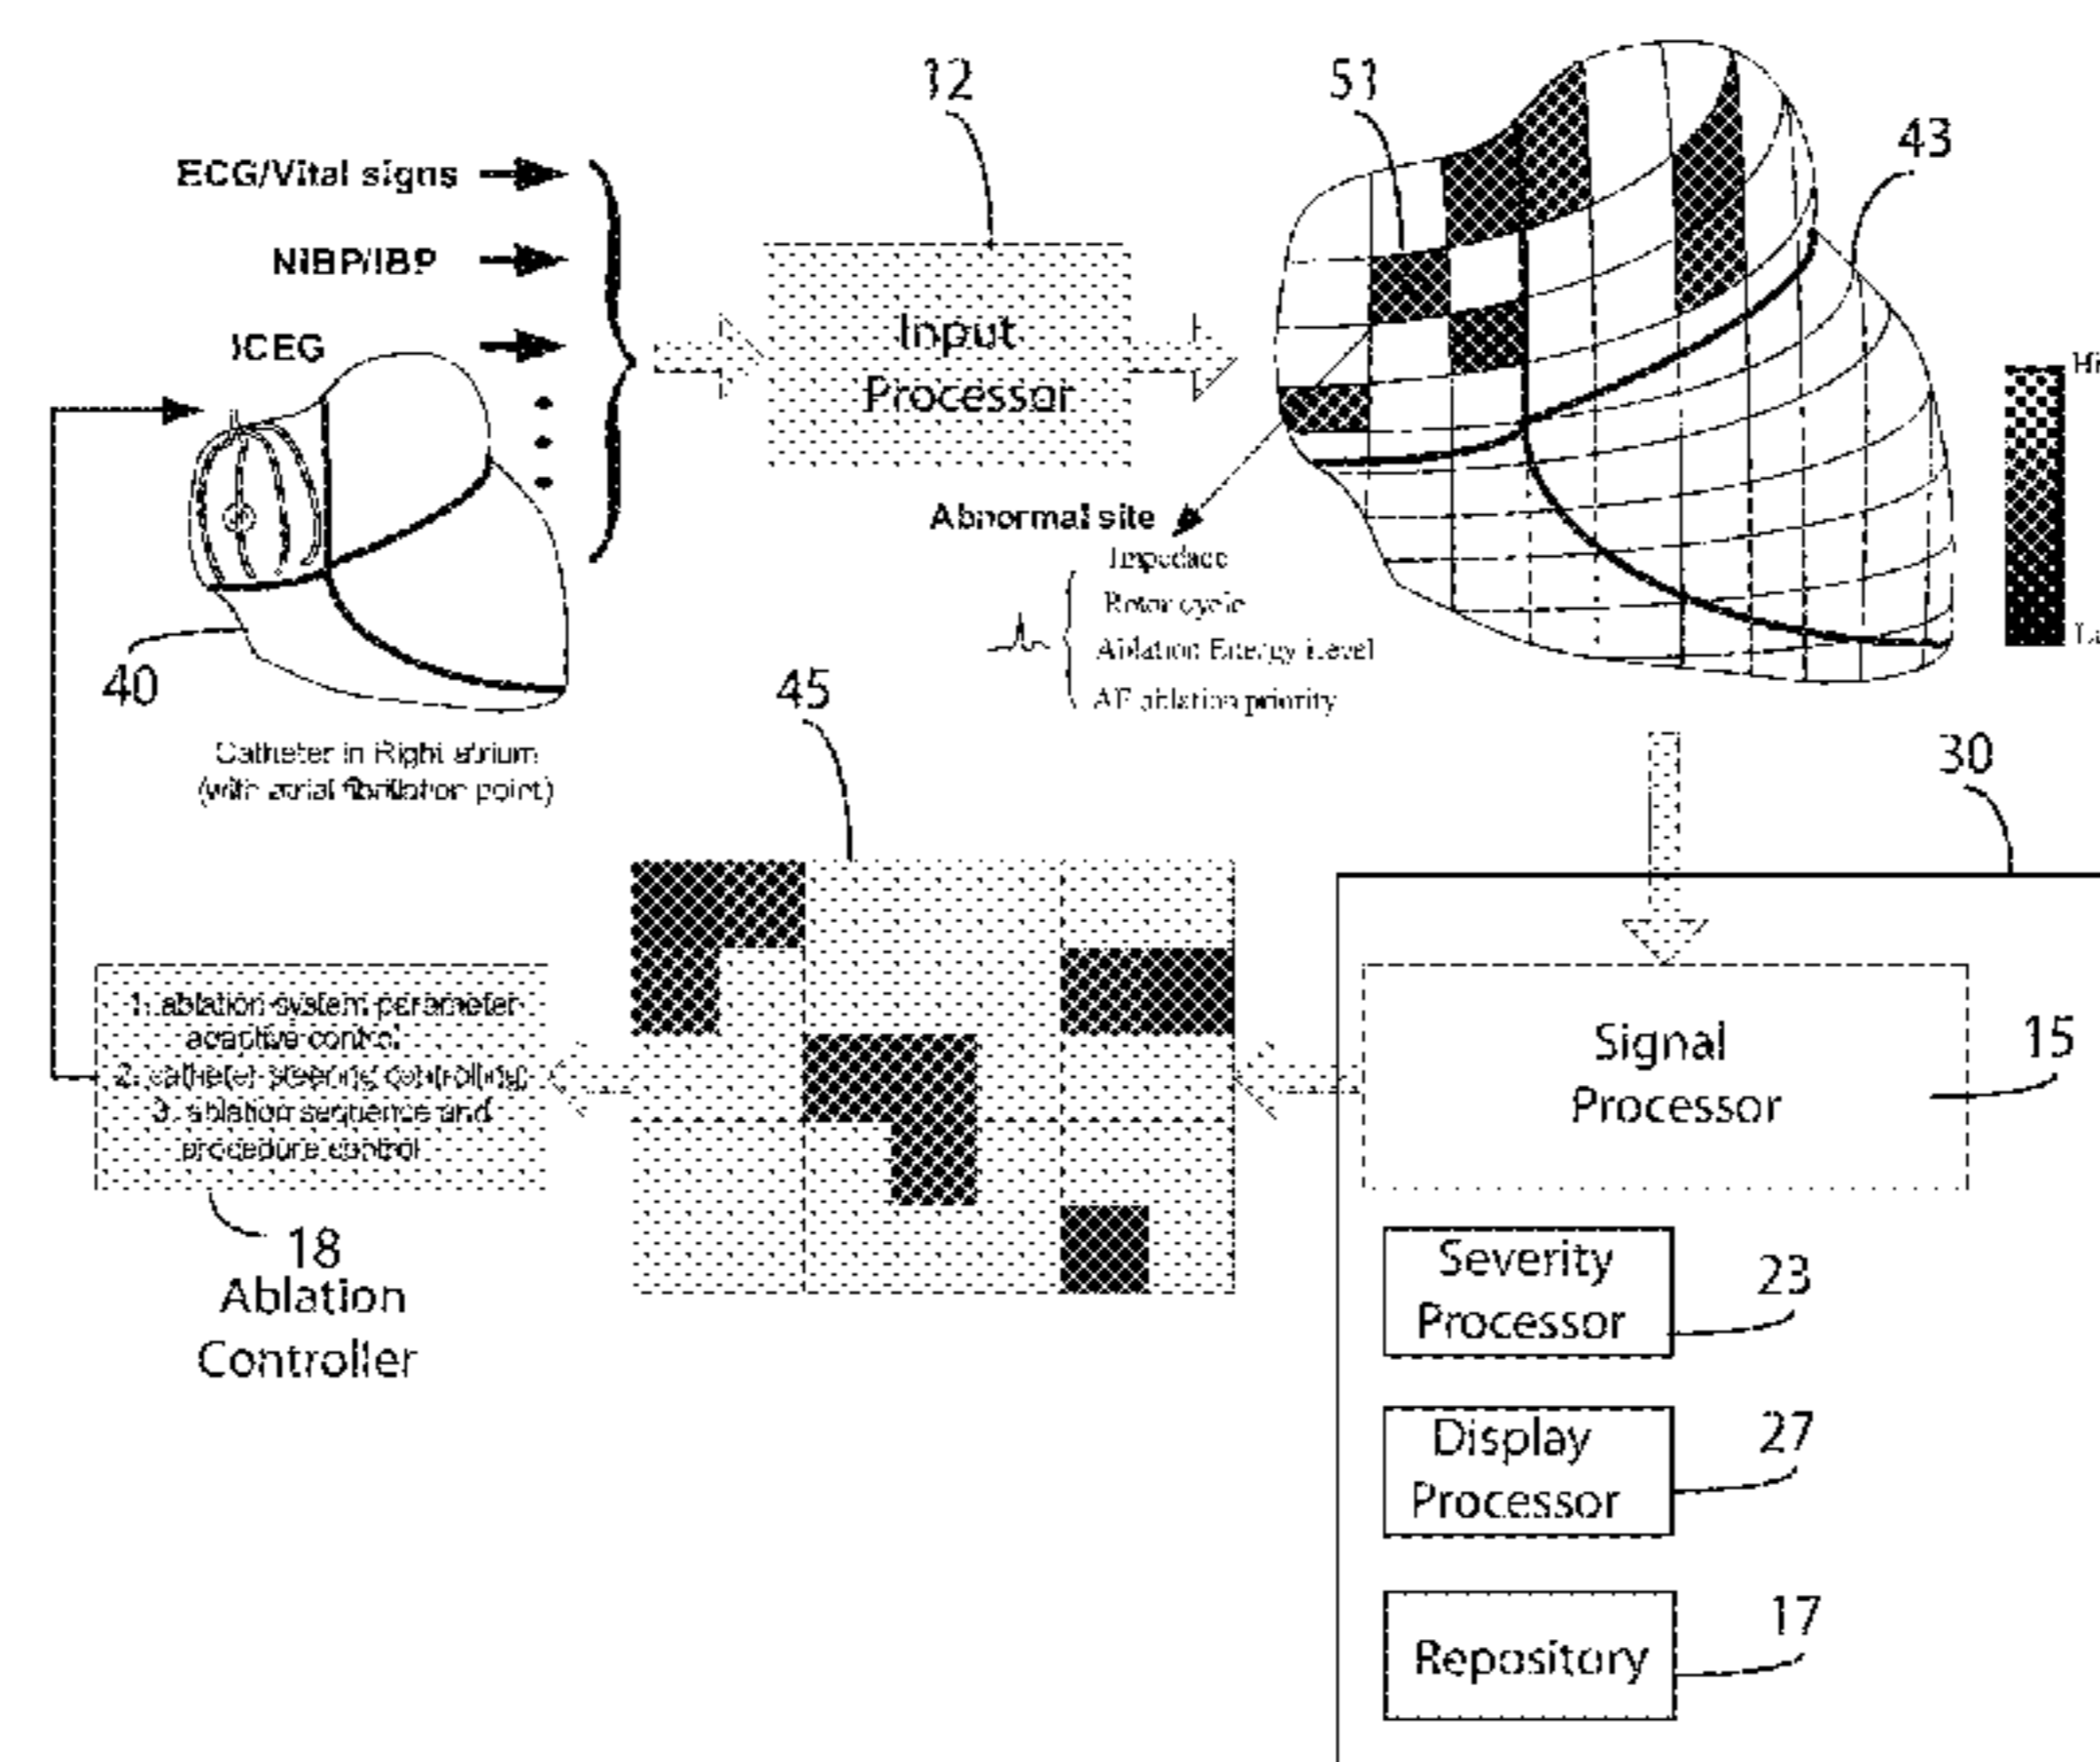 12
51
43
ECG/Vital signs
NIBP/IBP
ICEG
Input
Processor
Abnormal site
Impedace
Rotor cycle
Ablation Energy Level
AF ablation priority
40
Catheter in Right atrium
(with atrial fibrillation point)
45
30
1. ablation system parameter
adaptive control
2. catheter steering controlling;
3. ablation sequence and
procedure control
18
Ablation
Controller
Signal
Processor
15
Severity
Processor
23
Display
Processor
27
Repository
17